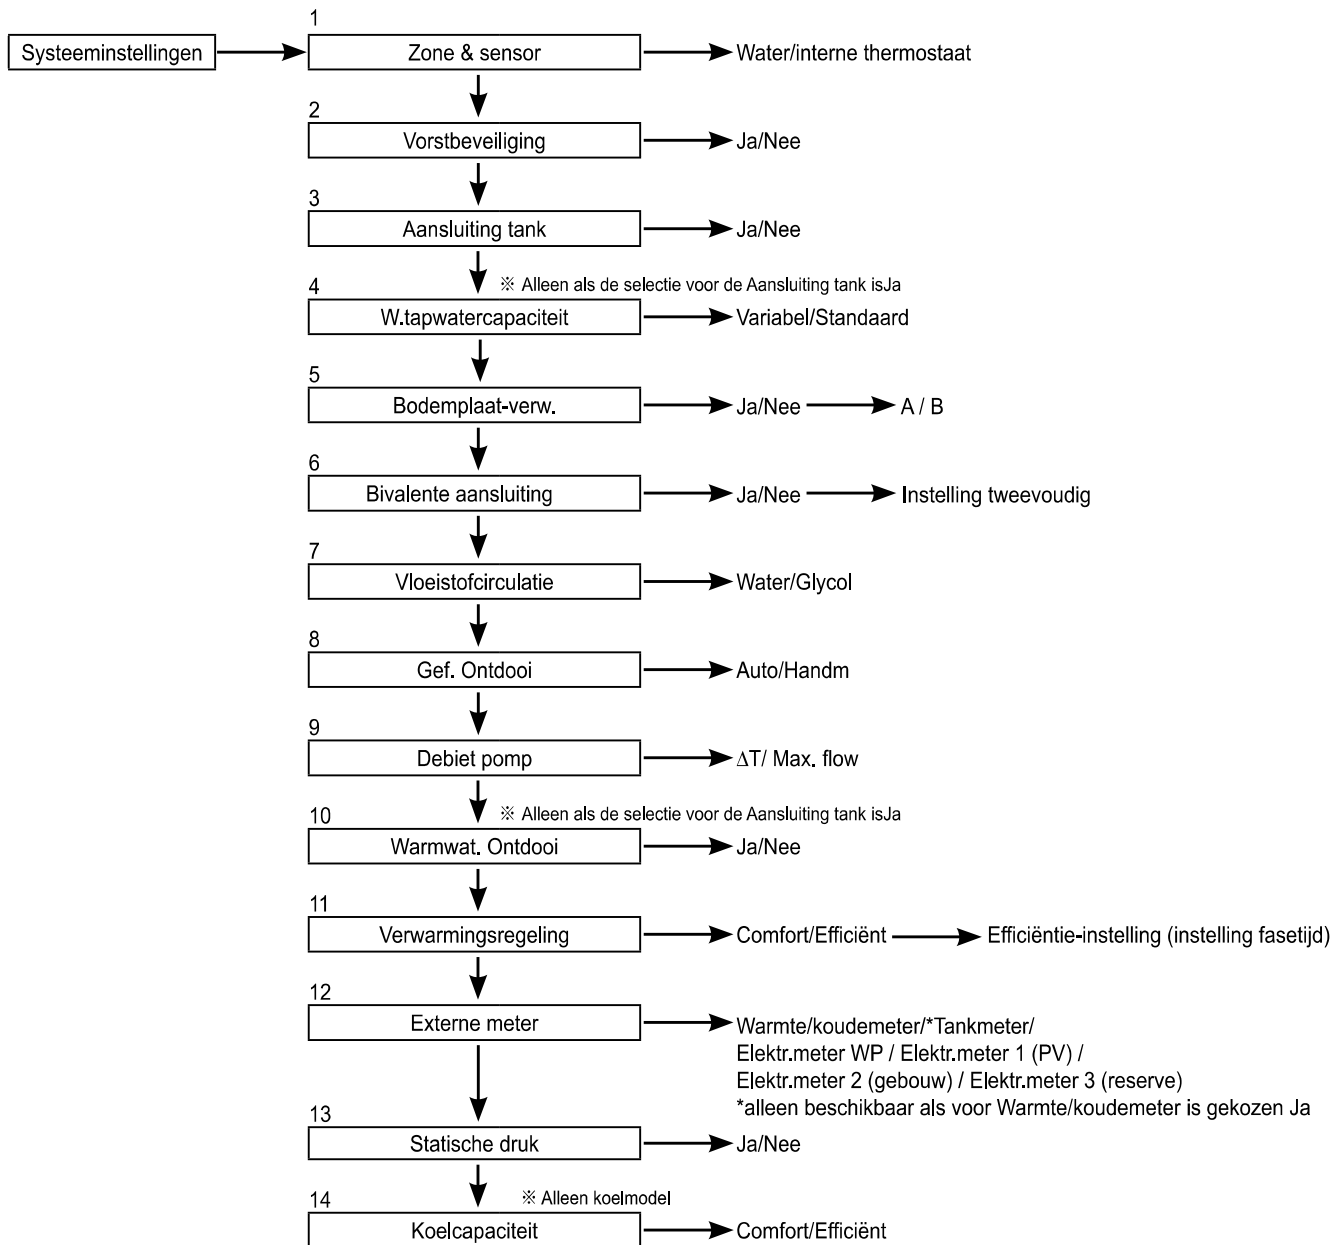 1
Systeeminstellingen
Zone & sensor
Water/interne thermostaat
2
Vorstbeveiliging
Ja/Nee
3
Aansluiting tank
Ja/Nee
4
※ Alleen als de selectie voor de Aansluiting tank isJa
W.tapwatercapaciteit
Variabel/Standaard
5
Bodemplaat-verw.
Ja/Nee
A / B
6
Bivalente aansluiting
Ja/Nee
Instelling tweevoudig
7
Vloeistofcirculatie
Water/Glycol
8
Gef. Ontdooi
Auto/Handm
9
Debiet pomp
ΔT/ Max. flow
10
※ Alleen als de selectie voor de Aansluiting tank isJa
Warmwat. Ontdooi
Ja/Nee
11
Verwarmingsregeling
Comfort/Efficiënt
Efficiëntie-instelling (instelling fasetijd)
12
Externe meter
Warmte/koudemeter/*Tankmeter/
Elektr.meter WP / Elektr.meter 1 (PV) /
Elektr.meter 2 (gebouw) / Elektr.meter 3 (reserve)
*alleen beschikbaar als voor Warmte/koudemeter is gekozen Ja
13
Statische druk
Ja/Nee
14
※ Alleen koelmodel
Koelcapaciteit
Comfort/Efficiënt